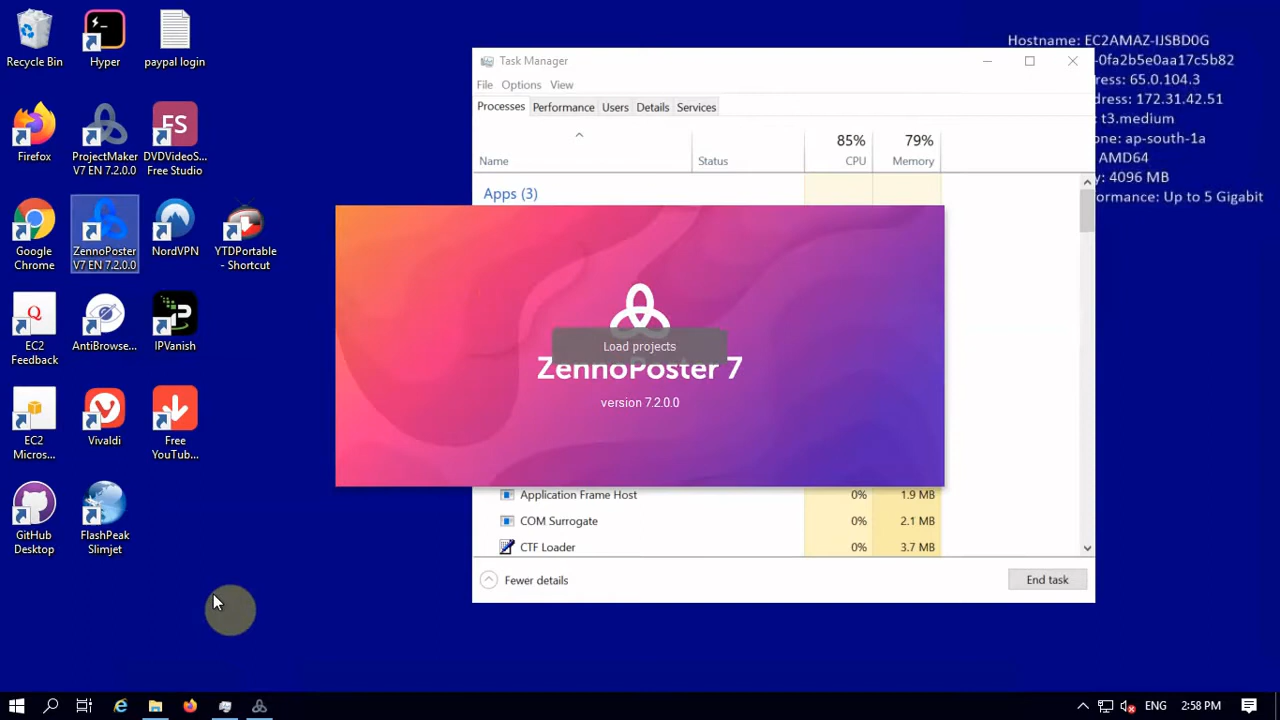 Recycle Bin
Hyper
paypal login
Firefox
ProjectMaker
V7 EN 7.2.0.0
FS
DVDVideoS...
Free Studio
Google
Chrome
ZennoPoster
V7 EN 7.2.0.0
NordVPN
YTDPortable
- Shortcut
Q
EC2
Feedback
AntiBrowse...
IPVanish
EC2
Micros...
Vivaldi
Free
YouTub...
GitHub
Desktop
FlashPeak
Slimjet
Hostname: EC2AMAZ-IJSBD0G
-0fa2b5e0aa17c5b82
ress: 65.0.104.3
dress: 172.31.42.51
t3.medium
one: ap-south-1a
AMD64
y: 4096 MB
formance: Up to 5 Gigabit
Task Manager
File Options View
Processes Performance Users Details Services
85% 79%
Name Status CPU Memory
Apps (3)
Load projects
ZennoPoster 7
version 7.2.0.0
Application Frame Host 0% 1.9 MB
COM Surrogate 0% 2.1 MB
CTF Loader 0% 3.7 MB
Fewer details
End task
ENG 2:58 PM